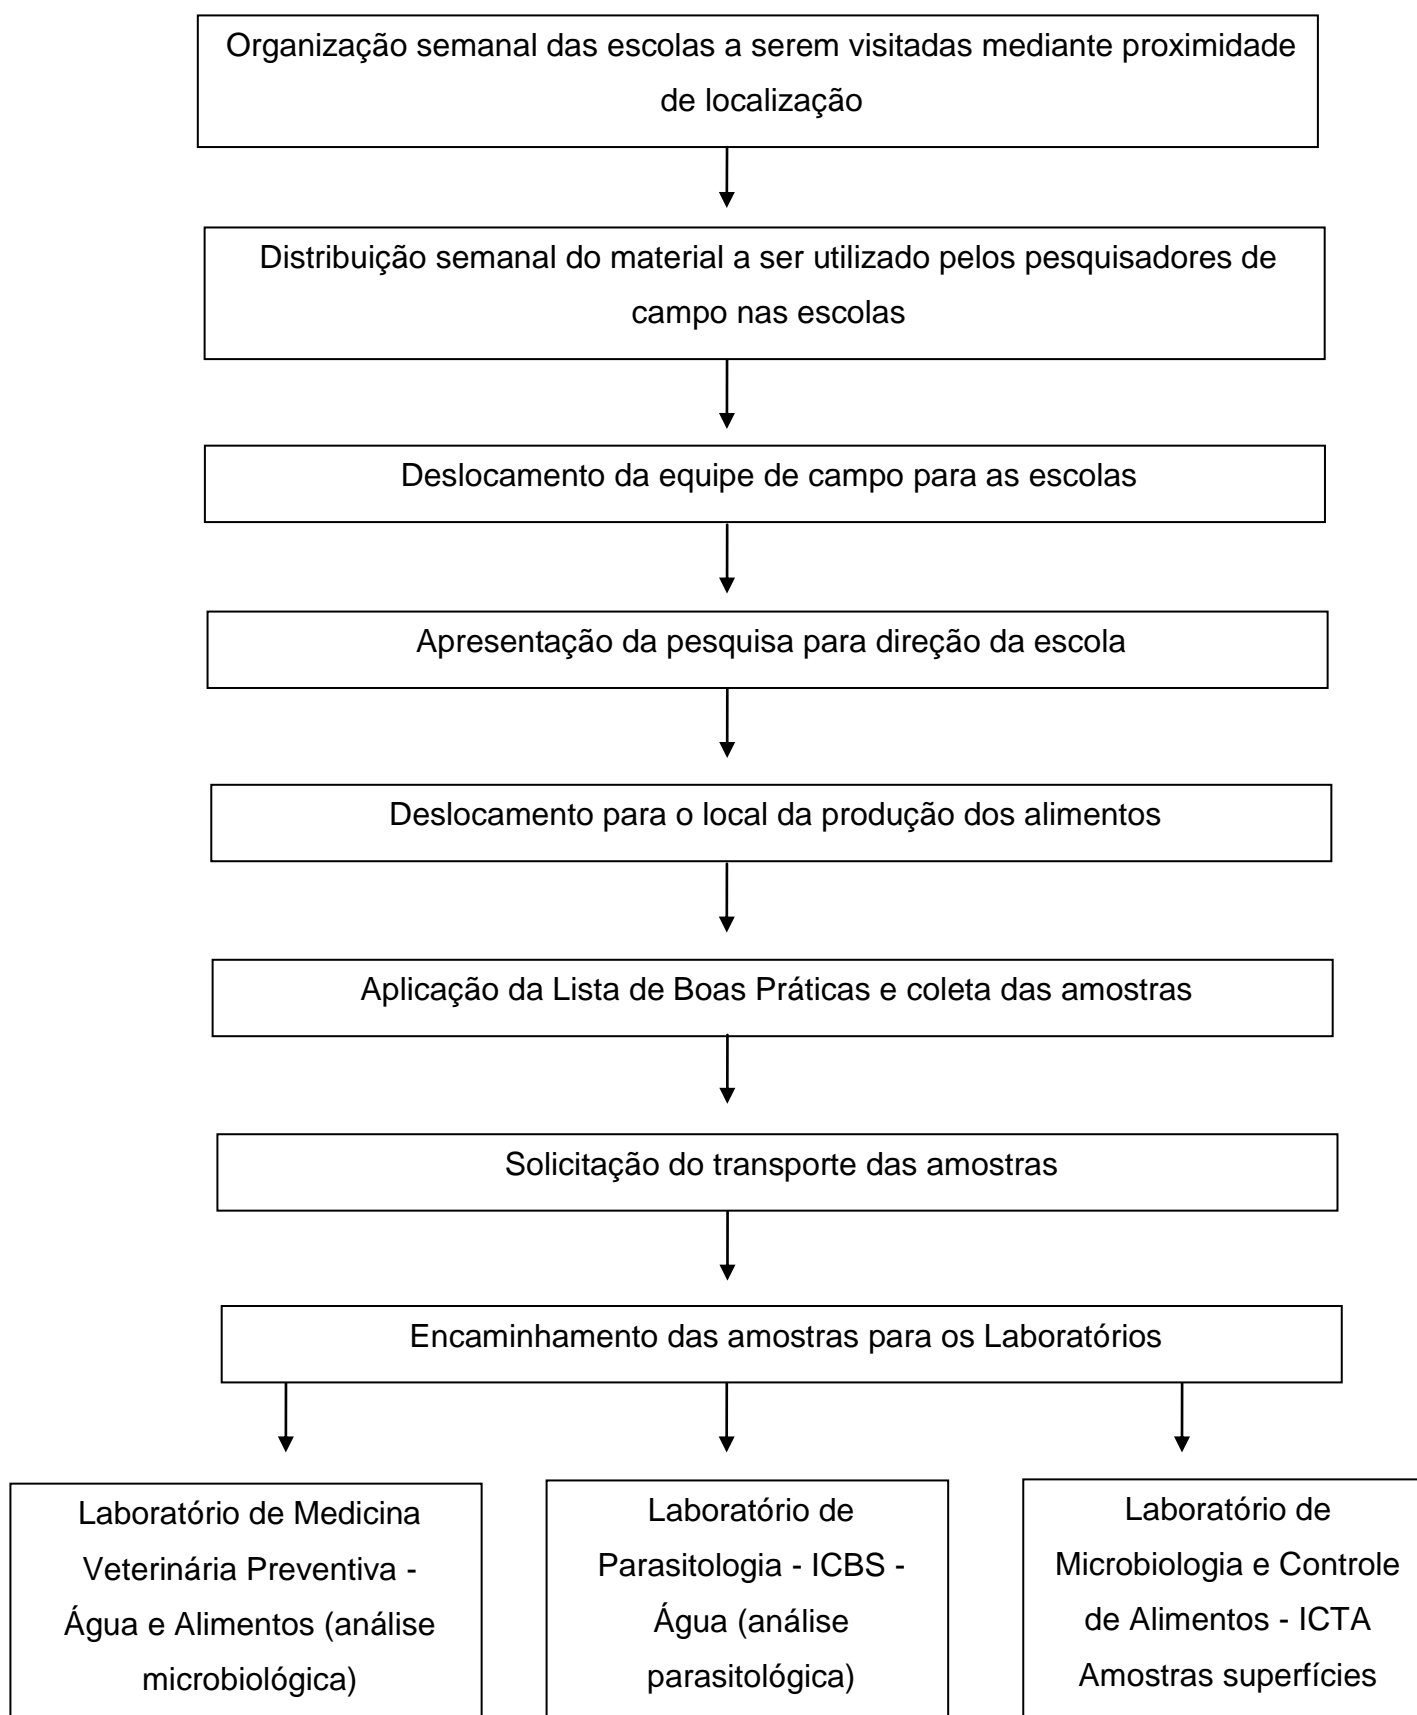 Organização semanal das escolas a serem visitadas mediante proximidade
de localização
Distribuição semanal do material a ser utilizado pelos pesquisadores de
campo nas escolas
Deslocamento da equipe de campo para as escolas
Apresentação da pesquisa para direção da escola
Deslocamento para o local da produção dos alimentos
Aplicação da Lista de Boas Práticas e coleta das amostras
Solicitação do transporte das amostras
Encaminhamento das amostras para os Laboratórios
Laboratório de Medicina
Veterinária Preventiva -
Água e Alimentos (análise
microbiológica)
Laboratório de
Parasitologia - ICBS -
Água (análise
parasitológica)
Laboratório de
Microbiologia e Controle
de Alimentos - ICTA
Amostras superfícies